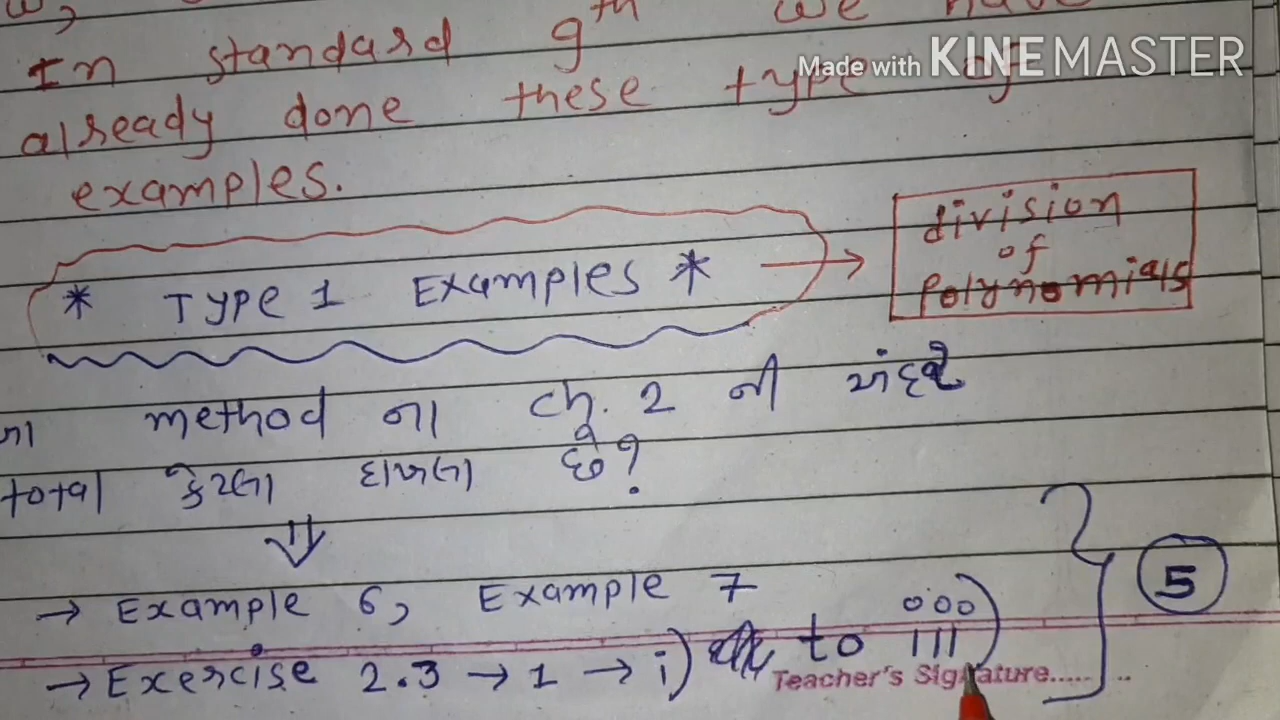 In standard 9th we have
Made with KINEMASTER
already done these type of
examples.
* Type 1 Examples *
division
of
Polynomials
ના method ના ch. 2 ની અંદર
total કેટલા દાખલા છે?
→ Example 6, Example 7
5
→ Exercise 2.3 → 1 → i) to iii)
Teacher's Signature.....